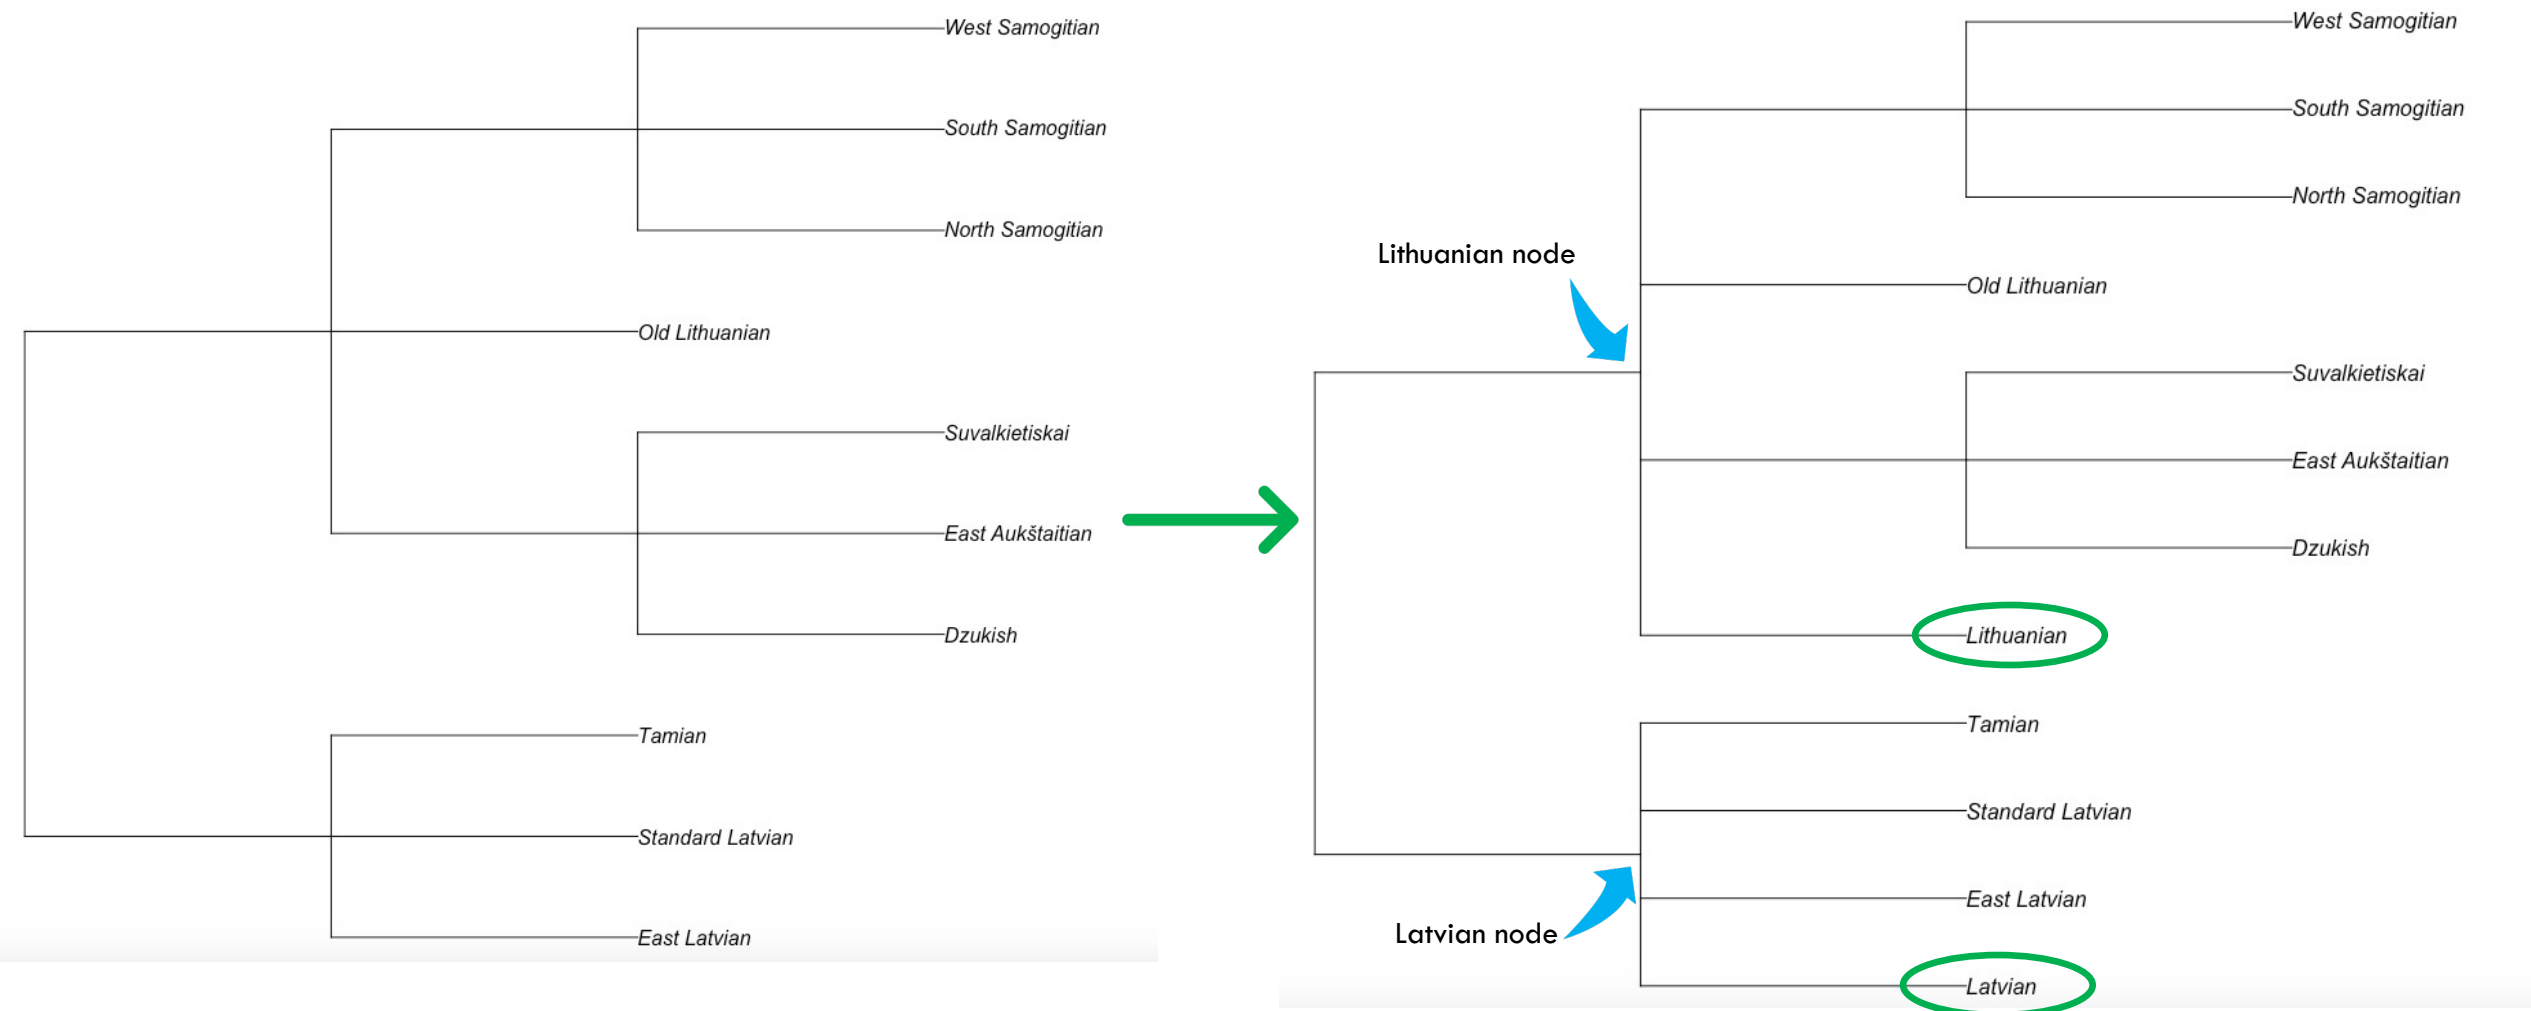 West Samogitian
South Samogitian
North Samogitian
Old Lithuanian
Suvalkietiskai
East Aukštaitian
Dzukish
Tamian
Standard Latvian
East Latvian
West Samogitian
South Samogitian
North Samogitian
Lithuanian node
Old Lithuanian
Suvalkietiskai
East Aukštaitian
Dzukish
Lithuanian
Tamian
Standard Latvian
East Latvian
Latvian node
Latvian